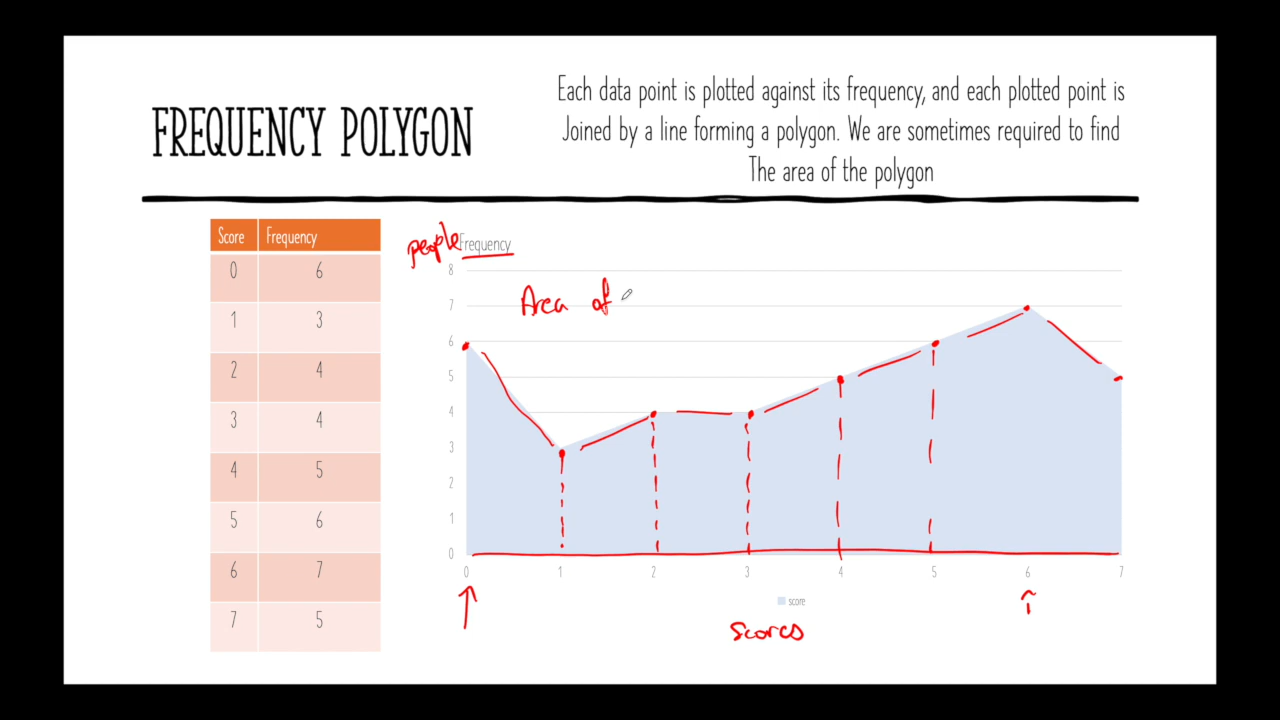 FREQUENCY POLYGON
Each data point is plotted against its frequency, and each plotted point is
Joined by a line forming a polygon. We are sometimes required to find
The area of the polygon
Score Frequency
0 6
1 3
2 4
3 4
4 5
5 6
6 7
7 5
people Frequency
8
Area of
7
6
5
4
3
2
1
0
0 1 2 3 4 5 6 7
score
scores